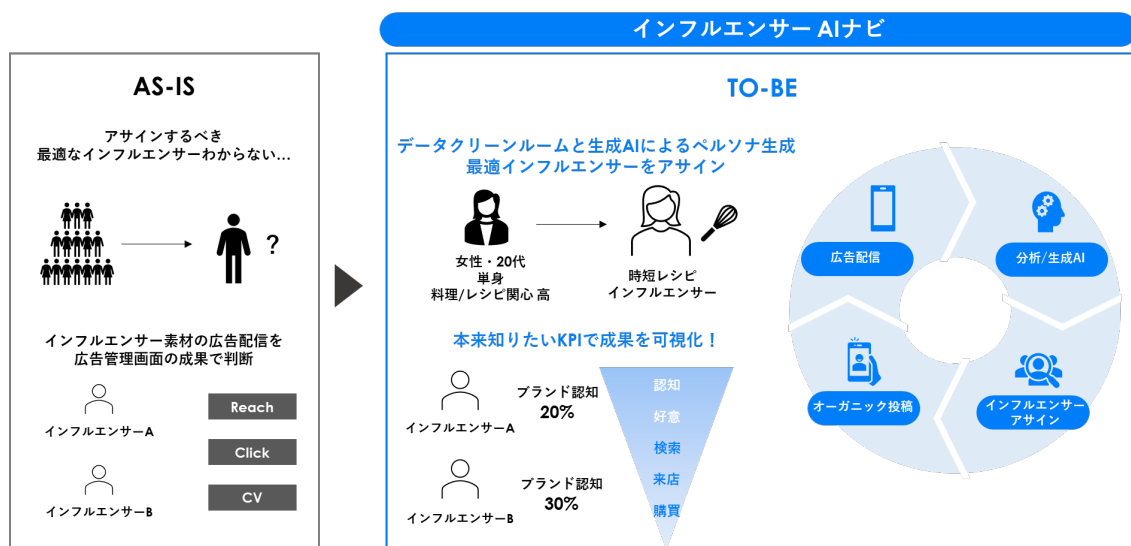 インフルエンサー AIナビ
AS-IS
アサインするべき
最適なインフルエンサーわからない...
?
インフルエンサー素材の広告配信を
広告管理画面の成果で判断
インフルエンサーA
インフルエンサーB
Reach
Click
CV
TO-BE
データクリーンルームと生成AIによるペルソナ生成
最適インフルエンサーをアサイン
女性・20代
単身
料理/レシピ関心 高
時短レシピ
インフルエンサー
本来知りたいKPIで成果を可視化！
インフルエンサーA
ブランド認知
20%
インフルエンサーB
ブランド認知
30%
認知
好意
検索
来店
購買
広告配信
分析/生成AI
オーガニック投稿
インフルエンサー
アサイン